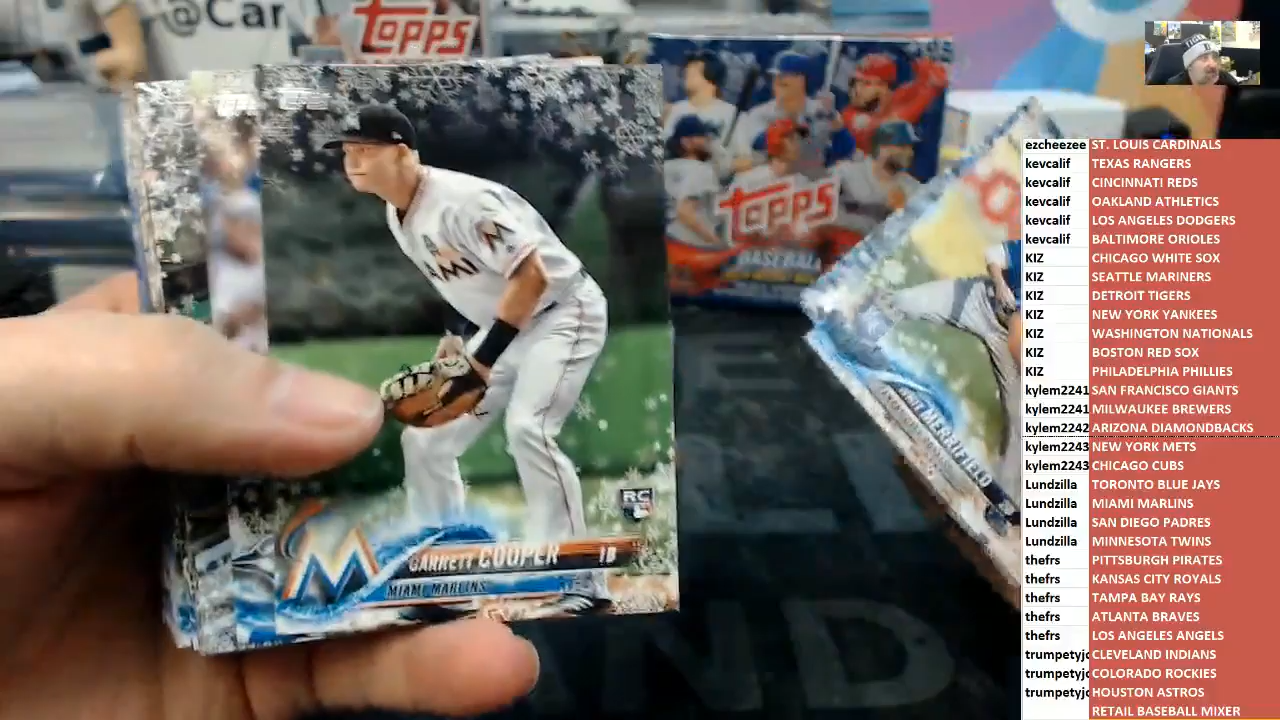 @Car
TOPPS
TOPPS
BASEBALL
MIAMI
M
RC
GARRETT COOPER 1B
MIAMI MARLINS
MERRIFIELD
ezcheezee ST. LOUIS CARDINALS
kevcalif TEXAS RANGERS
kevcalif CINCINNATI REDS
kevcalif OAKLAND ATHLETICS
kevcalif LOS ANGELES DODGERS
kevcalif BALTIMORE ORIOLES
KIZ CHICAGO WHITE SOX
KIZ SEATTLE MARINERS
KIZ DETROIT TIGERS
KIZ NEW YORK YANKEES
KIZ WASHINGTON NATIONALS
KIZ BOSTON RED SOX
KIZ PHILADELPHIA PHILLIES
kylem2241 SAN FRANCISCO GIANTS
kylem2241 MILWAUKEE BREWERS
kylem2242 ARIZONA DIAMONDBACKS
kylem2243 NEW YORK METS
kylem2243 CHICAGO CUBS
Lundzilla TORONTO BLUE JAYS
Lundzilla MIAMI MARLINS
Lundzilla SAN DIEGO PADRES
Lundzilla MINNESOTA TWINS
thefrs PITTSBURGH PIRATES
thefrs KANSAS CITY ROYALS
thefrs TAMPA BAY RAYS
thefrs ATLANTA BRAVES
thefrs LOS ANGELES ANGELS
trumpetyjo CLEVELAND INDIANS
trumpetyjo COLORADO ROCKIES
trumpetyjo HOUSTON ASTROS
RETAIL BASEBALL MIXER